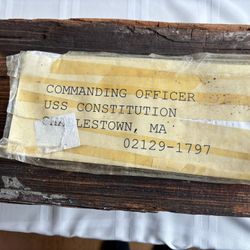 COMMANDING OFFICER
USS CONSTITUTION
CHARLESTOWN, MA
02129-1797